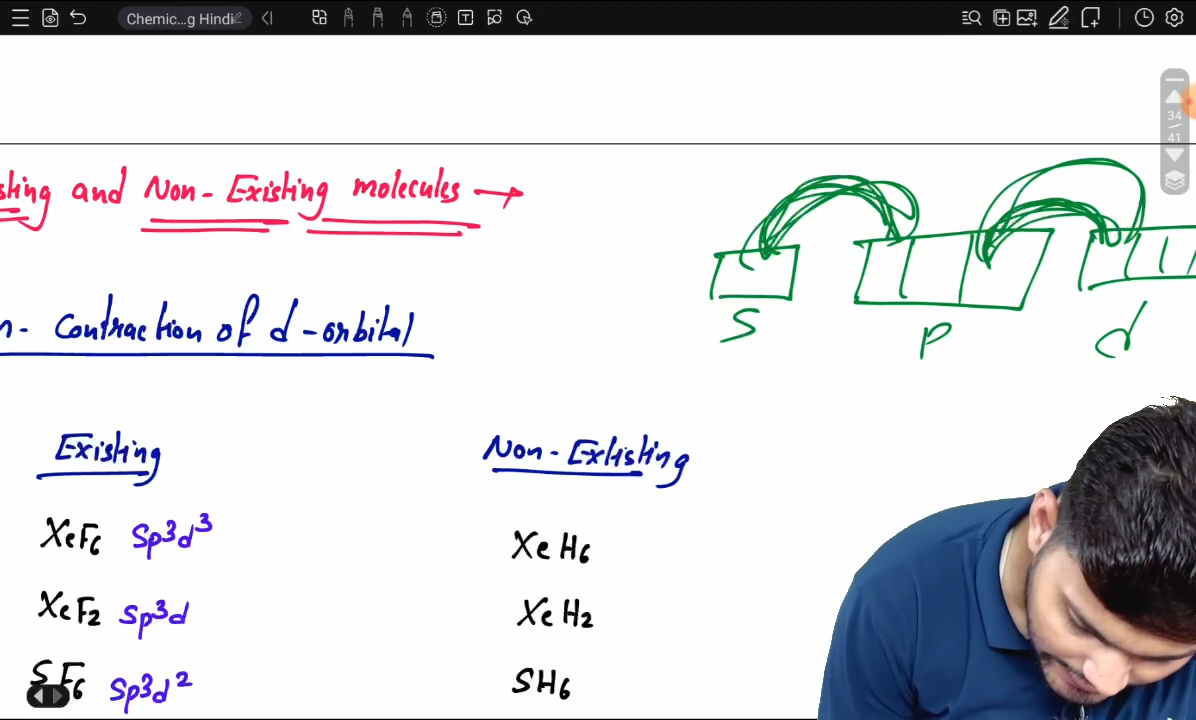 Chemic...g Hindi
34
41
sting and Non-Existing molecules →
n- Contraction of d-orbital
S
P
d
Existing
Non-Exhisting
XeF6 Sp³d³
XeH6
XeF2 Sp³d
XeH2
SF6 Sp3d²
SH6